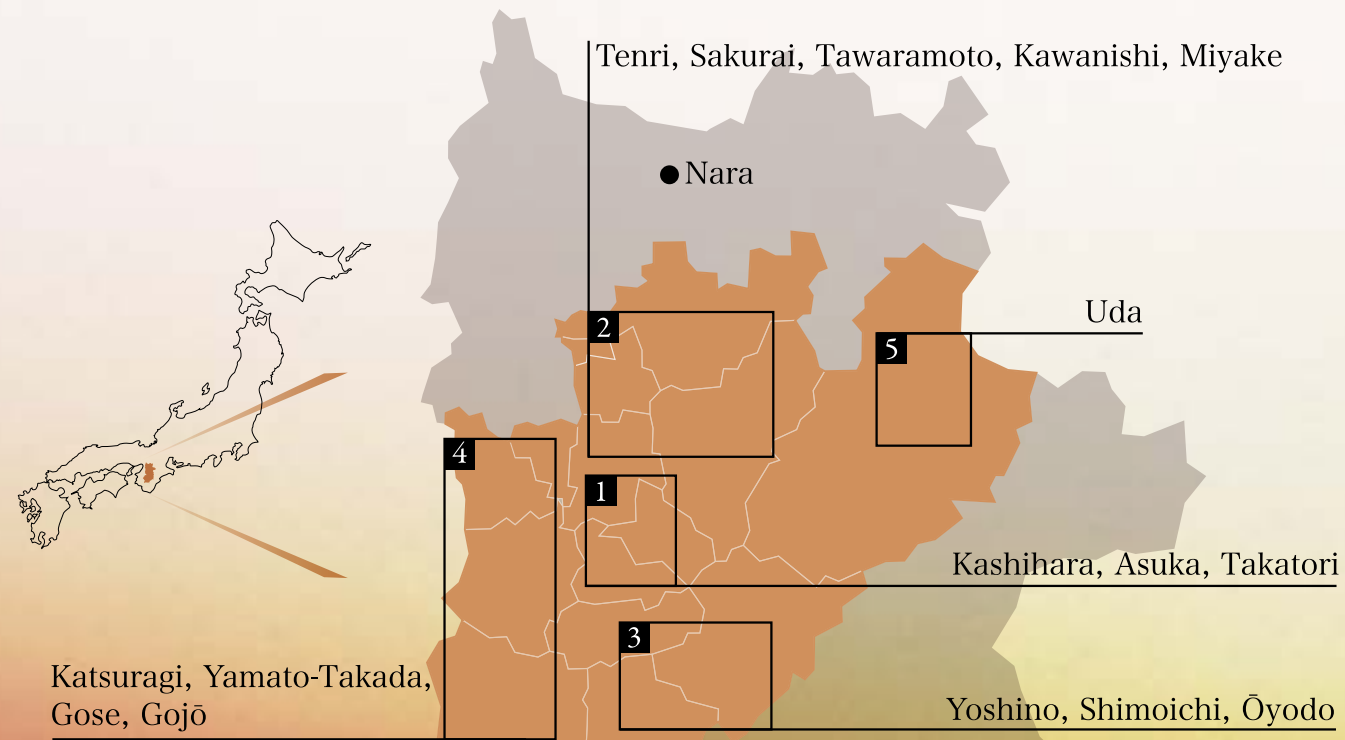 Tenri, Sakurai, Tawaramoto, Kawanishi, Miyake
Nara
Uda
2
5
4
1
Kashihara, Asuka, Takatori
3
Katsuragi, Yamato-Takada,
Gose, Gojō
Yoshino, Shimoichi, Ōyodo